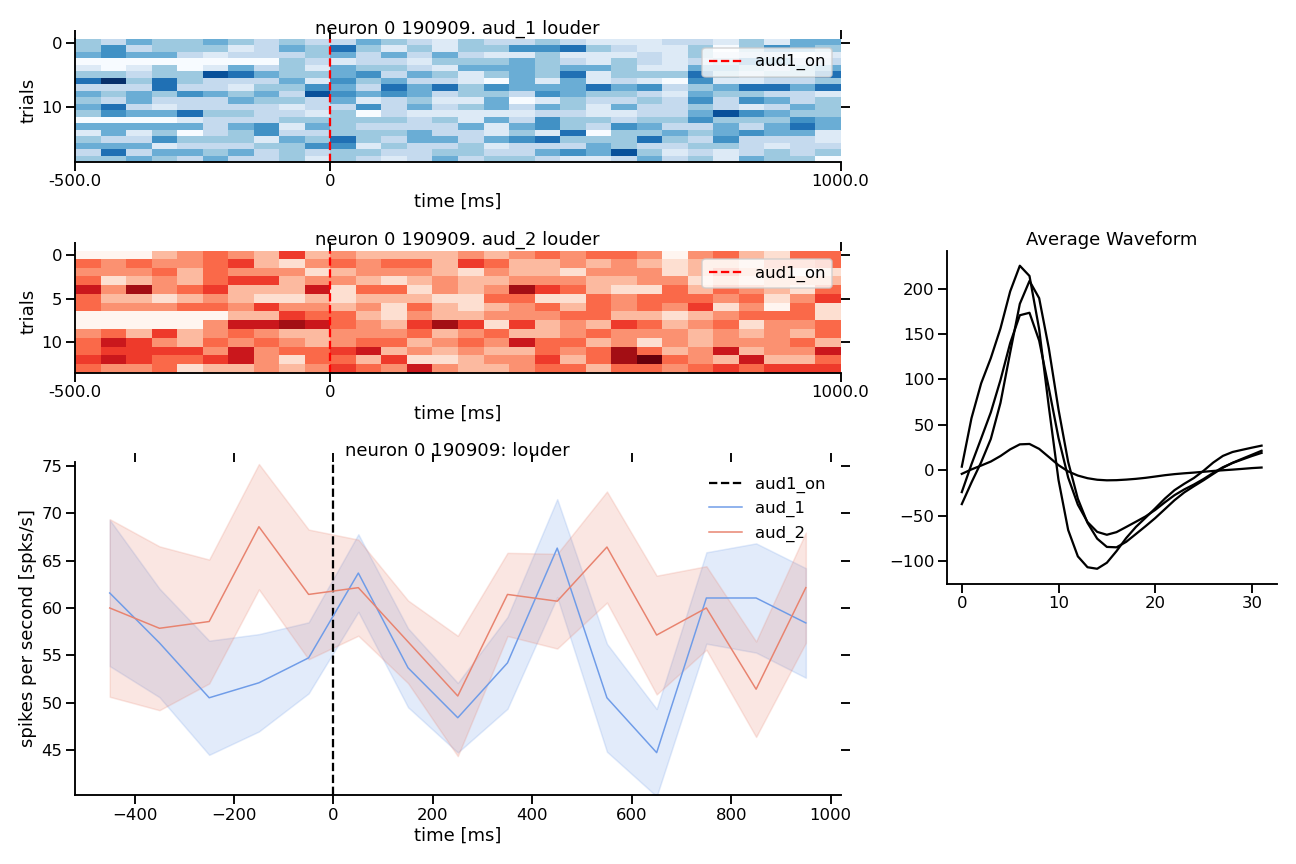 neuron 0 190909. aud_1 louder
0
10
trials
aud1_on
-500.0
0
1000.0
time [ms]
neuron 0 190909. aud_2 louder
0
5
10
trials
aud1_on
-500.0
0
1000.0
time [ms]
neuron 0 190909: louder
75
70
65
60
55
50
45
spikes per second [spks/s]
aud1_on
aud_1
aud_2
−400
−200
0
200
400
600
800
1000
time [ms]
Average Waveform
200
150
100
50
0
−50
−100
0
10
20
30